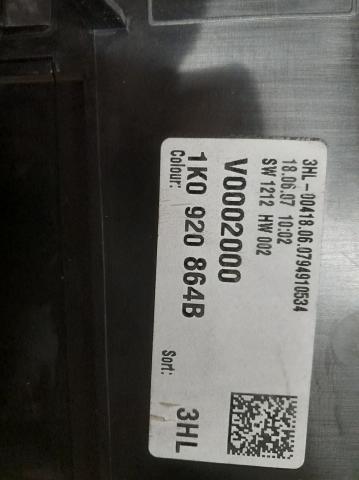 3HL-00418.06.0794910534
18.06.07 10:02
SW 1212 HW 002
V0002000
1K0 920 864B
Colour: Sort: 3HL